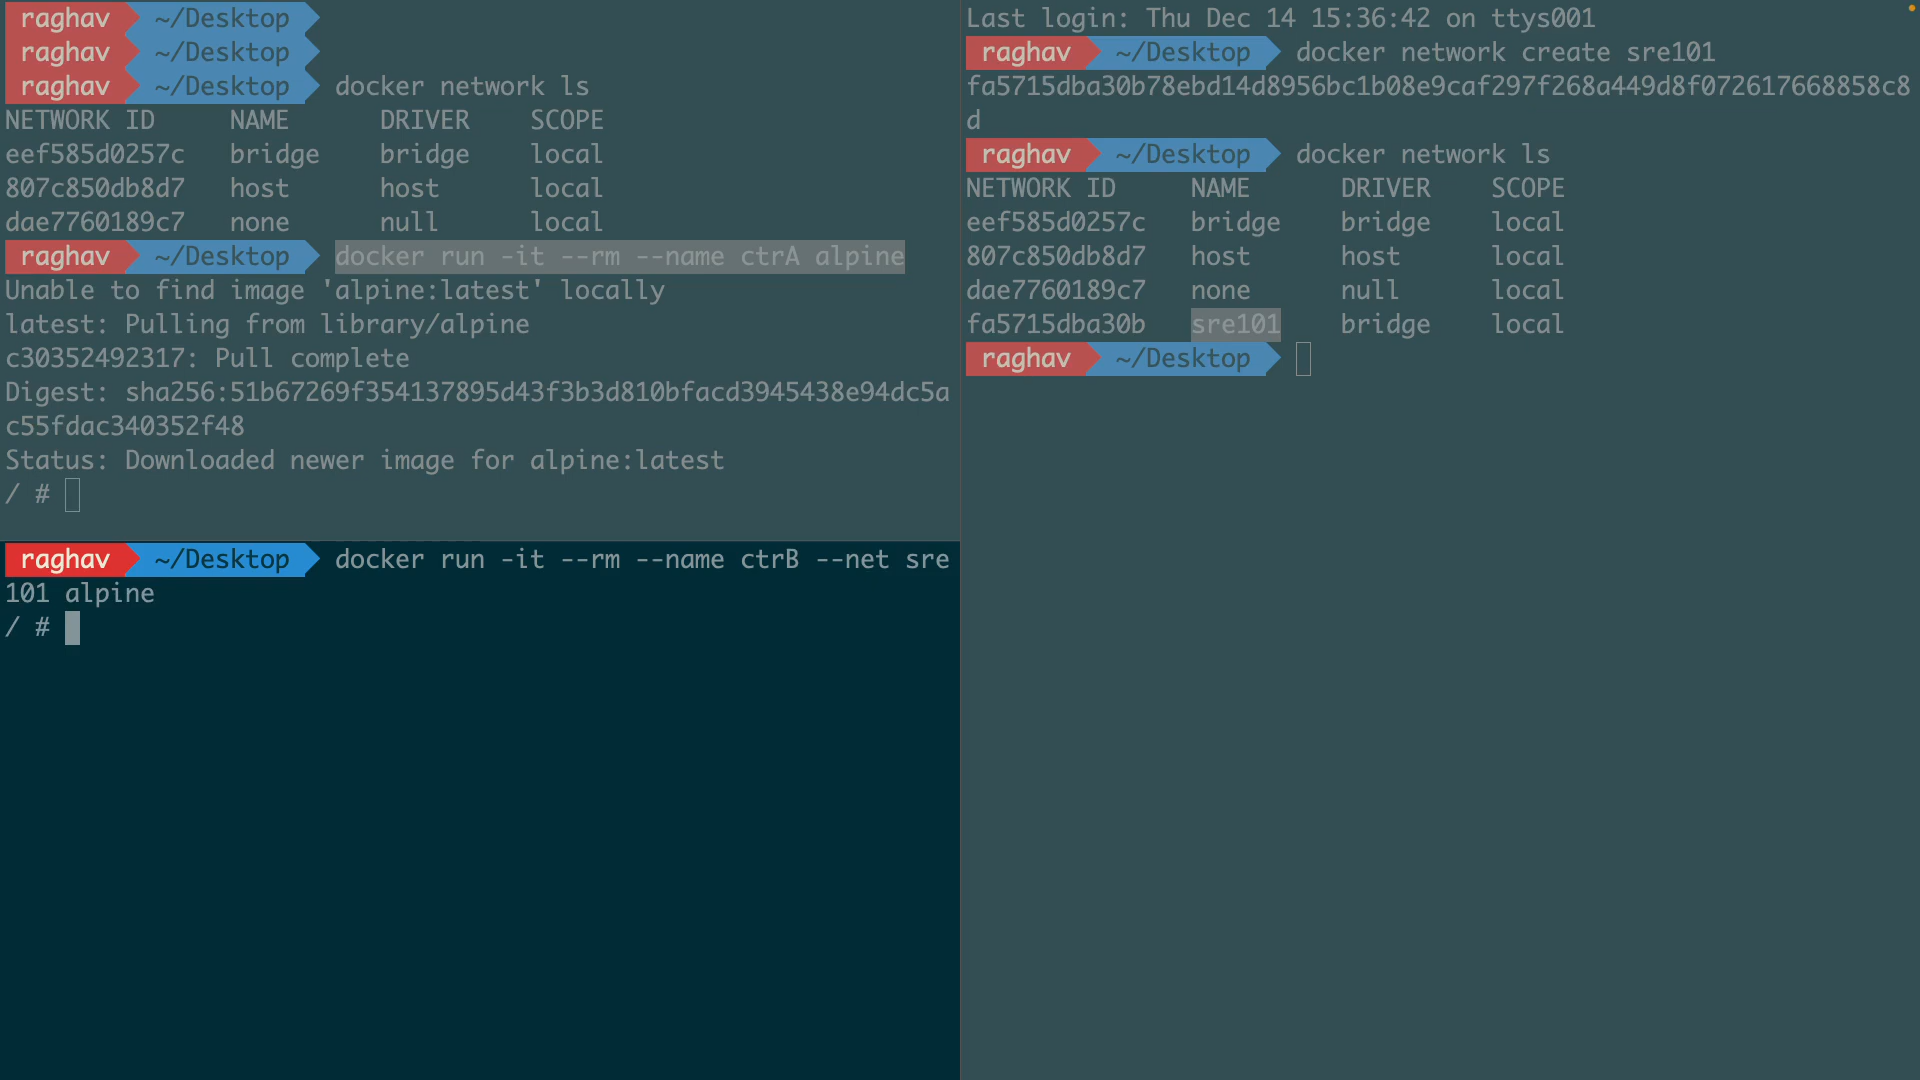 raghav ~/Desktop
raghav ~/Desktop
raghav ~/Desktop docker network ls
NETWORK ID NAME DRIVER SCOPE
eef585d0257c bridge bridge local
807c850db8d7 host host local
dae7760189c7 none null local
raghav ~/Desktop docker run -it --rm --name ctrA alpine
Unable to find image 'alpine:latest' locally
latest: Pulling from library/alpine
c30352492317: Pull complete
Digest: sha256:51b67269f354137895d43f3b3d810bfacd3945438e94dc5a
c55fdac340352f48
Status: Downloaded newer image for alpine:latest
/ #
raghav ~/Desktop docker run -it --rm --name ctrB --net sre
101 alpine
/ #
Last login: Thu Dec 14 15:36:42 on ttys001
raghav ~/Desktop docker network create sre101
fa5715dba30b78ebd14d8956bc1b08e9caf297f268a449d8f072617668858c8
d
raghav ~/Desktop docker network ls
NETWORK ID NAME DRIVER SCOPE
eef585d0257c bridge bridge local
807c850db8d7 host host local
dae7760189c7 none null local
fa5715dba30b sre101 bridge local
raghav ~/Desktop